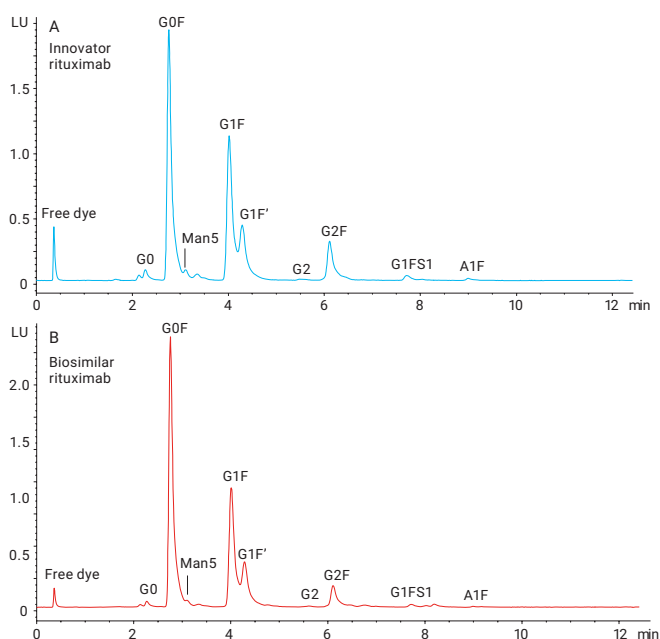 LU
A
Innovator
rituximab
G0F
1.5
1.0
G1F
0.5
Free dye
G1F’
Man5
G2F
G0
G2
G1FS1
A1F
0
0 2 4 6 8 10 12 min
LU
B
Biosimilar
rituximab
G0F
2.0
1.5
1.0
G1F
0.5
G1F’
Man5
Free dye
G2F
G0
G2
G1FS1
A1F
0
0 2 4 6 8 10 12 min